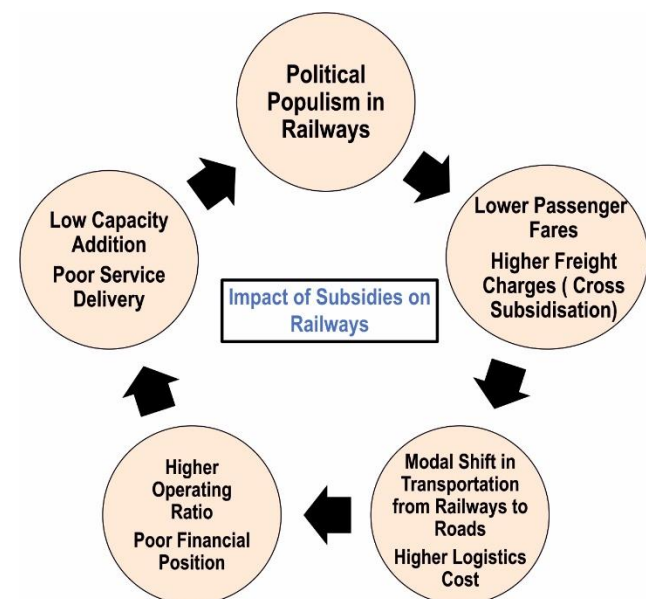 Political
Populism in
Railways
Lower Passenger
Fares
Higher Freight
Charges ( Cross
Subsidisation)
Modal Shift in
Transportation
from Railways to
Roads
Higher Logistics
Cost
Higher
Operating
Ratio
Poor Financial
Position
Low Capacity
Addition
Poor Service
Delivery
Impact of Subsidies on
Railways